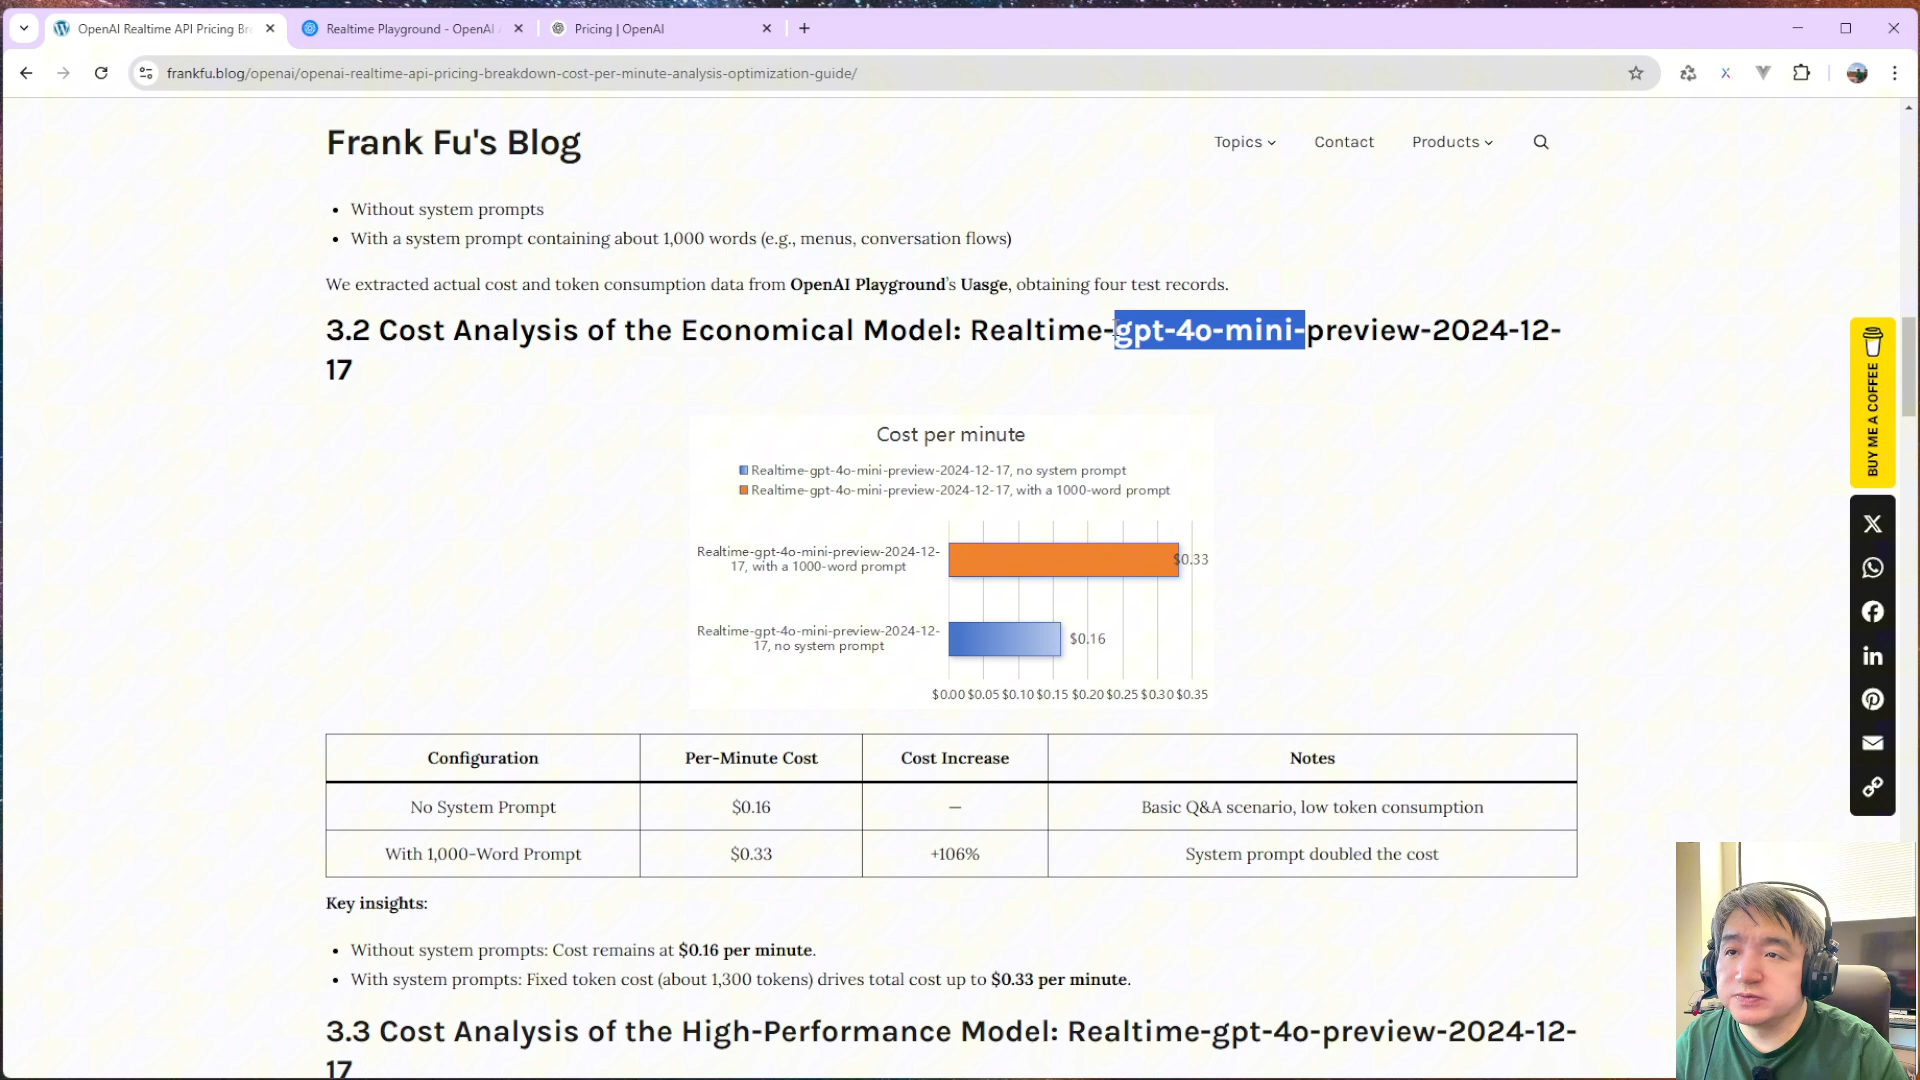 OpenAI Realtime API Pricing Br
Realtime Playground - OpenAI
Pricing | OpenAI
frankfu.blog/openai/openai-realtime-api-pricing-breakdown-cost-per-minute-analysis-optimization-guide/
Frank Fu's Blog
Topics
Contact
Products
• Without system prompts
• With a system prompt containing about 1,000 words (e.g., menus, conversation flows)
We extracted actual cost and token consumption data from OpenAI Playground's Uasge, obtaining four test records.
3.2 Cost Analysis of the Economical Model: Realtime-gpt-4o-mini-preview-2024-12-
17
Cost per minute
Realtime-gpt-4o-mini-preview-2024-12-17, no system prompt
Realtime-gpt-4o-mini-preview-2024-12-17, with a 1000-word prompt
Realtime-gpt-4o-mini-preview-2024-12-
17, with a 1000-word prompt
$0.33
Realtime-gpt-4o-mini-preview-2024-12-
17, no system prompt
$0.16
$0.00 $0.05 $0.10 $0.15 $0.20 $0.25 $0.30 $0.35
Configuration Per-Minute Cost Cost Increase Notes
No System Prompt $0.16 — Basic Q&A scenario, low token consumption
With 1,000-Word Prompt $0.33 +106% System prompt doubled the cost
Key insights:
• Without system prompts: Cost remains at $0.16 per minute.
• With system prompts: Fixed token cost (about 1,300 tokens) drives total cost up to $0.33 per minute.
3.3 Cost Analysis of the High-Performance Model: Realtime-gpt-4o-preview-2024-12-
17
BUY ME A COFFEE